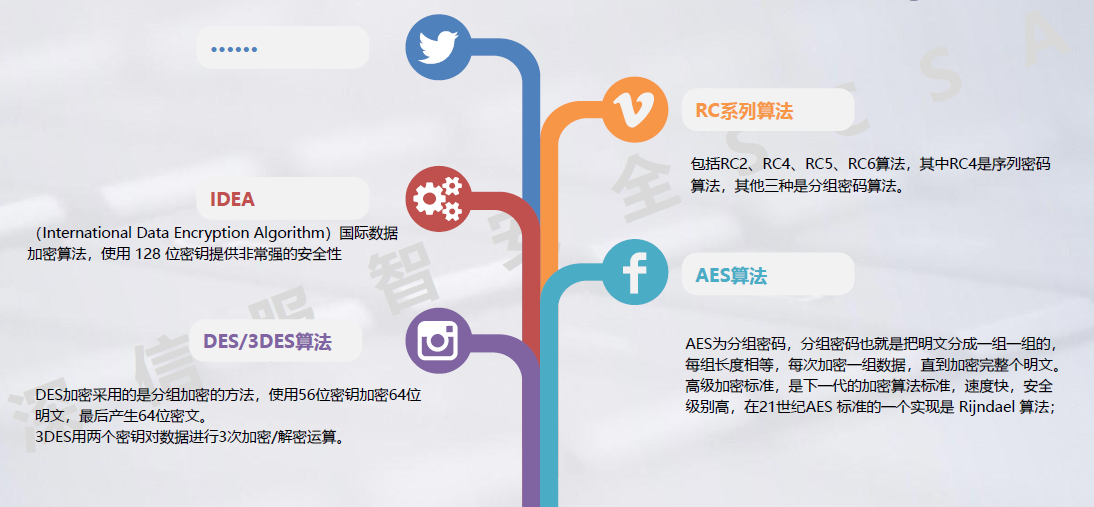 ······
RC系列算法
包括RC2、RC4、RC5、RC6算法，其中RC4是序列密码
算法，其他三种是分组密码算法。
IDEA
（International Data Encryption Algorithm）国际数据
加密算法，使用 128 位密钥提供非常强的安全性
AES算法
AES为分组密码，分组密码也就是把明文分成一组一组的，
每组长度相等，每次加密一组数据，直到加密完整个明文。
高级加密标准，是下一代的加密算法标准，速度快，安全
级别高，在21世纪AES 标准的一个实现是 Rijndael 算法；
DES/3DES算法
DES加密采用的是分组加密的方法，使用56位密钥加密64位
明文，最后产生64位密文。
3DES用两个密钥对数据进行3次加密/解密运算。
深信服智安全SCSA